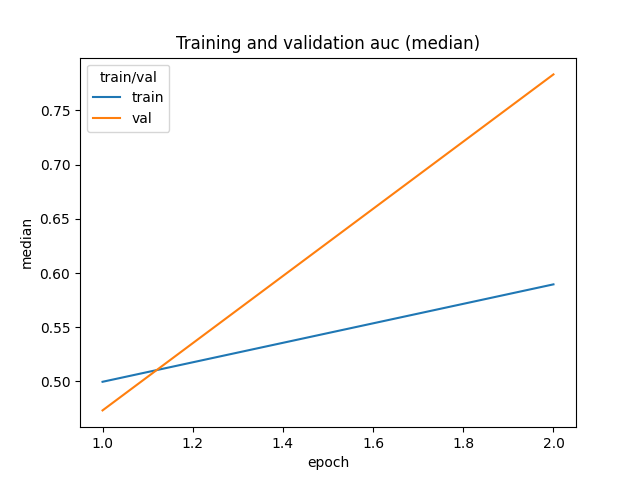 Training and validation auc (median)
train/val
train
val
0.75
0.70
0.65
0.60
0.55
0.50
median
1.0 1.2 1.4 1.6 1.8 2.0
epoch